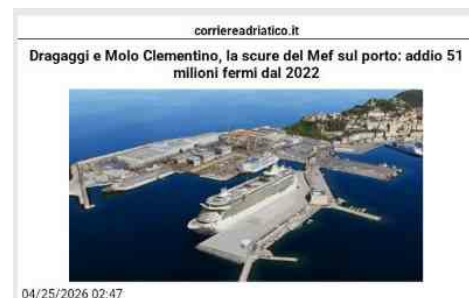 corriereadriatico.it
Dragaggi e Molo Clementino, la scure del Mef sul porto: addio 51
milioni fermi dal 2022
04/25/2026 02:47